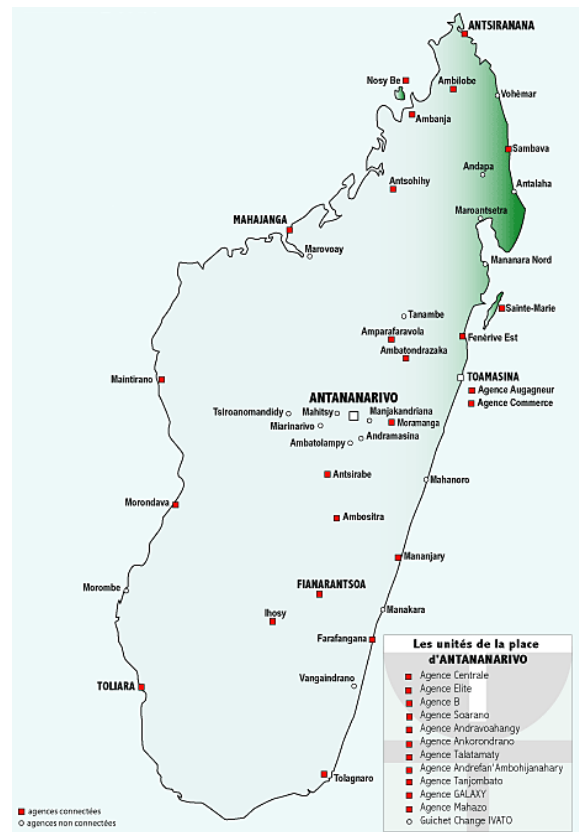 ANTSIRANANA
Nosy Be
Ambilobe
Vohèmar
Ambanja
Sambava
Andapa
Antsohihy
Antalaha
Maroantsetra
MAHAJANGA
Marovoay
Mananara Nord
Sainte-Marie
Tanambe
Amparafaravola
Fenèrive Est
Ambatondrazaka
Maintirano
TOAMASINA
Agence Augagneur
Agence Commerce
ANTANANARIVO
Tsiroanomandidy
Mahitsy
Manjakandriana
Miarinarivo
Moramanga
Ambatolampy
Andramasina
Antsirabe
Mahanoro
Morondava
Ambositra
Mananjary
FIANARANTSOA
Morombe
Ihosy
Manakara
Farafangana
Vangaindrano
TOLIARA
Tolagnaro
Les unités de la place
d'ANTANANARIVO
Agence Centrale
Agence Elite
Agence B
Agence Soarano
Agence Andravoahangy
Agence Ankorondrano
Agence Talatamaty
Agence Andrefan'Ambohijanahary
Agence Tanjombato
Agence GALAXY
Agence Mahazo
Guichet Change IVATO
agences connectées
agences non connectées